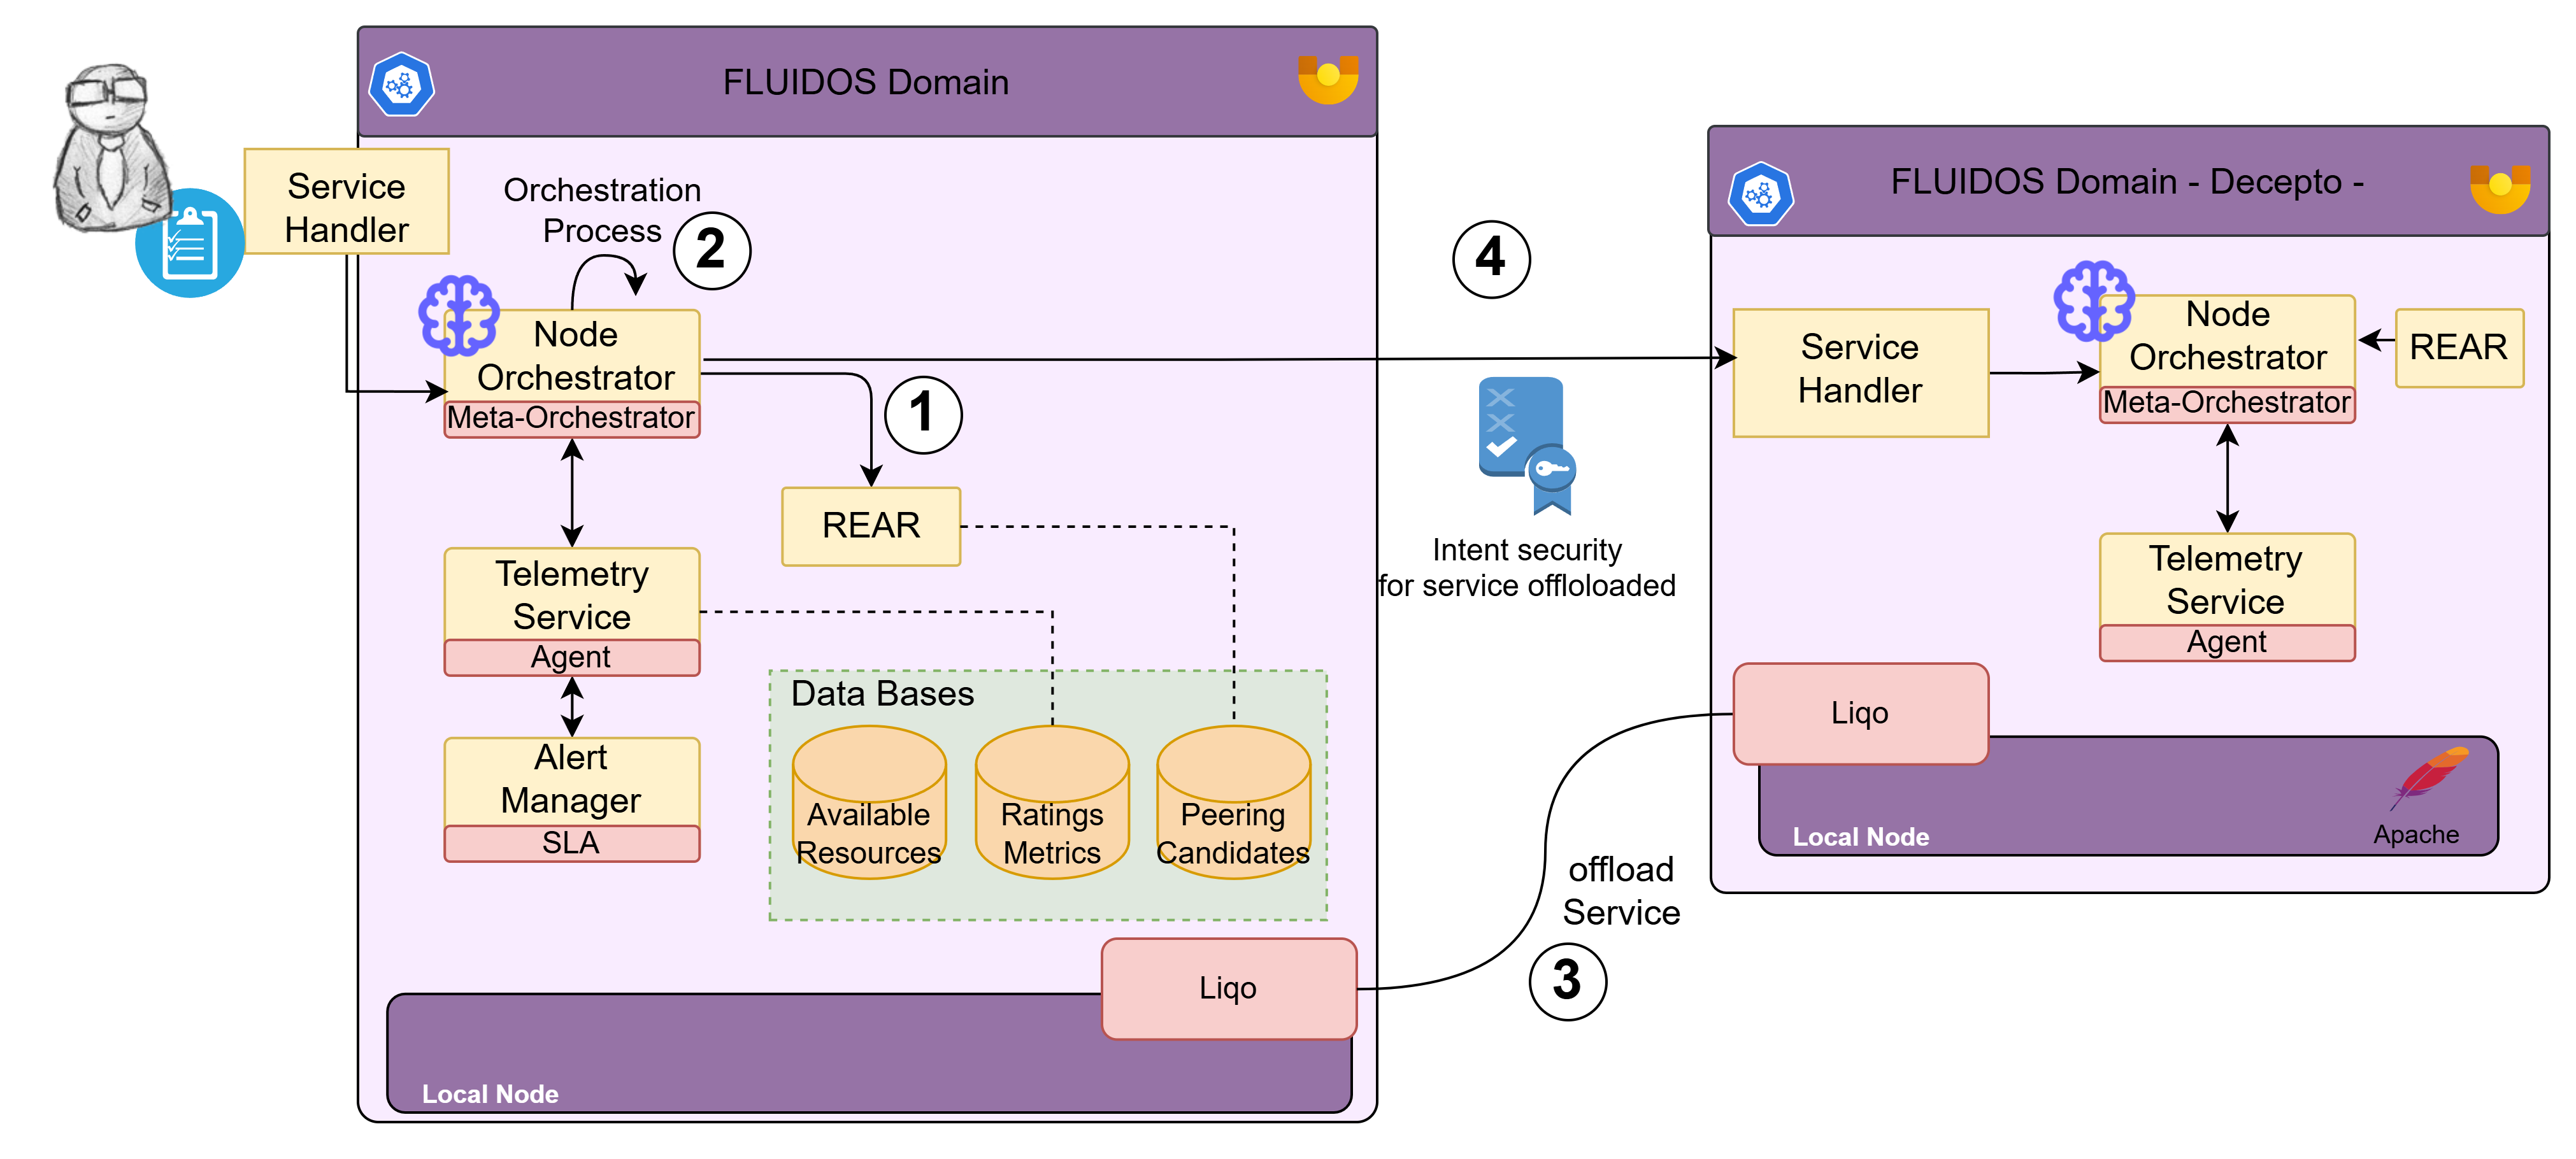 FLUIDOS Domain
Service
Handler
Orchestration
Process
2
Node
Orchestrator
Meta-Orchestrator
1
REAR
Telemetry
Service
Agent
Alert
Manager
SLA
Data Bases
Available
Resources
Ratings
Metrics
Peering
Candidates
Liqo
Local Node
4
Intent security
for service offloloaded
offload
Service
3
FLUIDOS Domain - Decepto -
Service
Handler
Node
Orchestrator
Meta-Orchestrator
REAR
Telemetry
Service
Agent
Liqo
Local Node
Apache